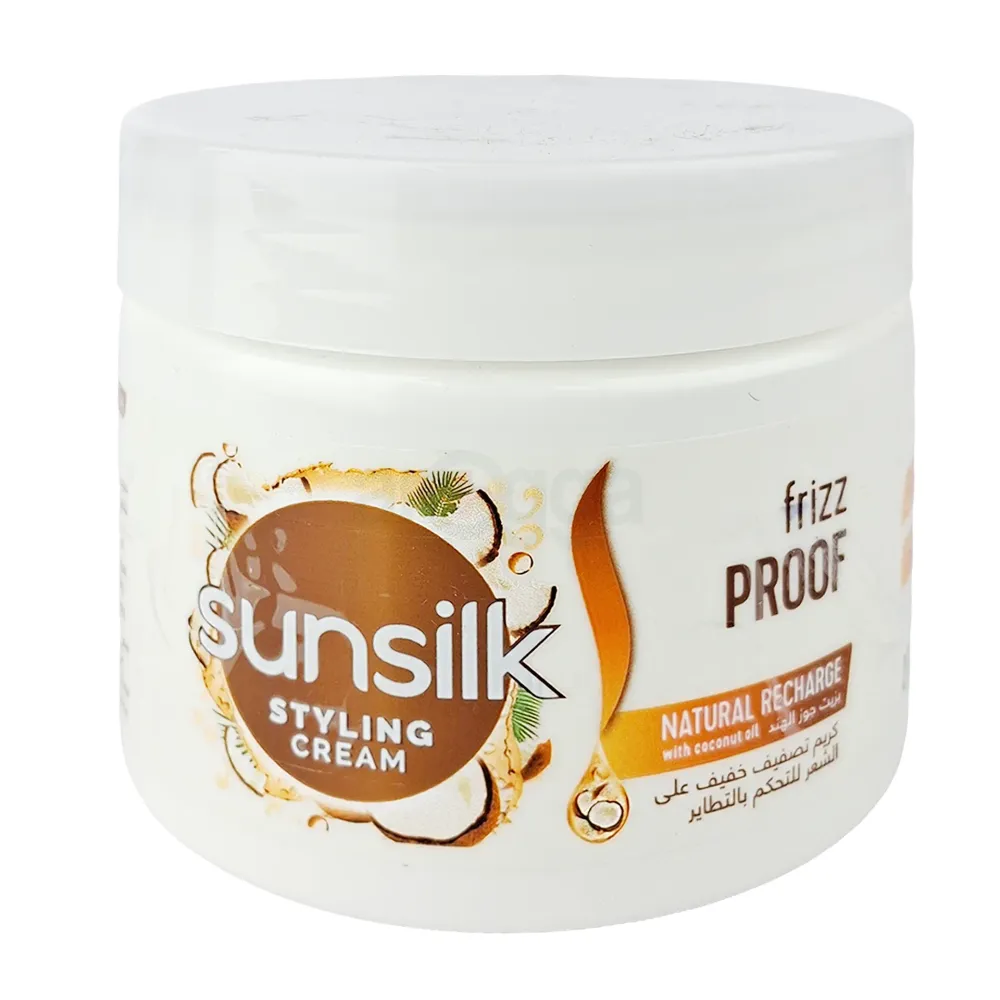 sunsilk
STYLING
CREAM
frizz
PROOF
NATURAL RECHARGE
with coconut oil بزيت جوز الهند
كريم تصفيف خفيف على
الشعر للتحكم بالتطاير